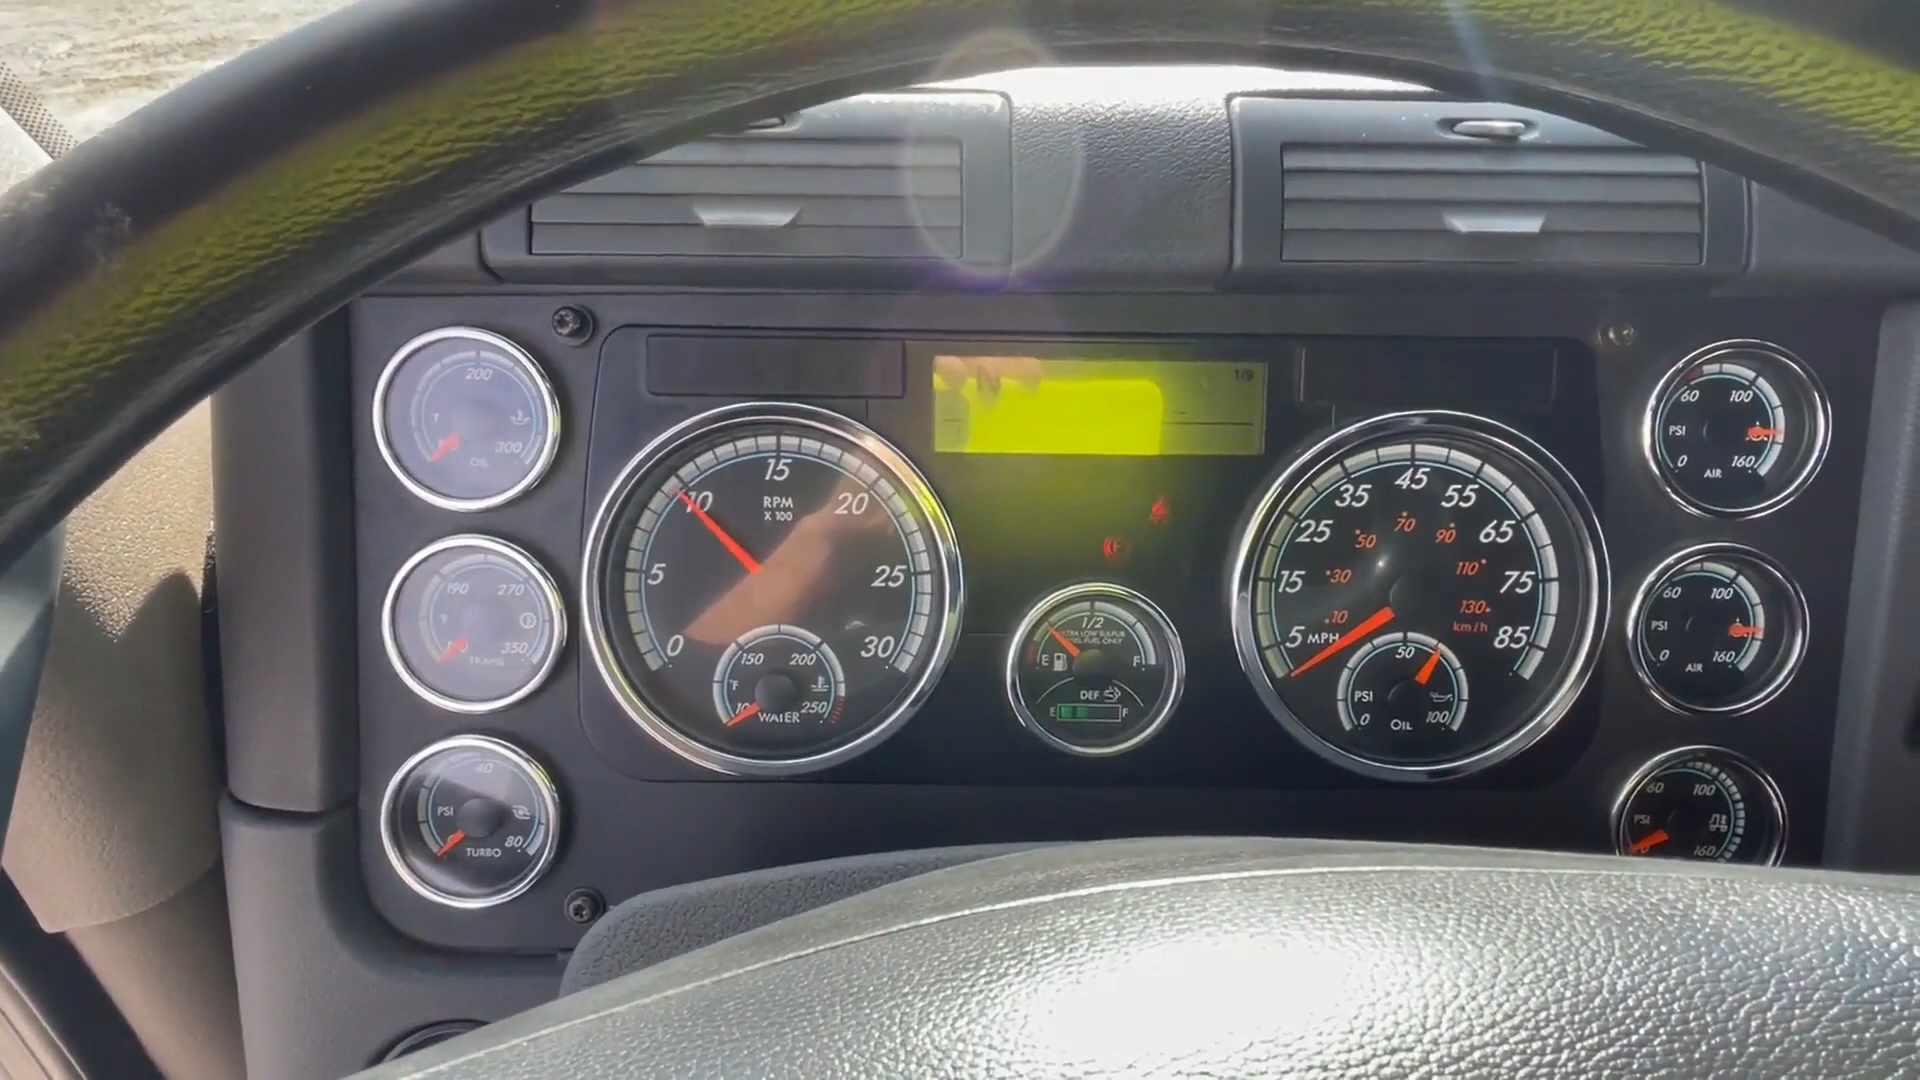 200
°F
300
OIL
190
270
°F
350
TRANS
40
PSI
80
TURBO
0
5
10
15
20
25
30
RPM
X 100
150
200
°F
250
WATER
1/9
1/2
ULTRA LOW SULFUR
DIESEL FUEL ONLY
E
F
DEF
E
F
5
15
25
35
45
55
65
75
85
MPH
10
30
50
70
90
110
130
km/h
50
PSI
0
100
OIL
60
100
PSI
0
160
AIR
60
100
PSI
0
160
AIR
60
100
PSI
160